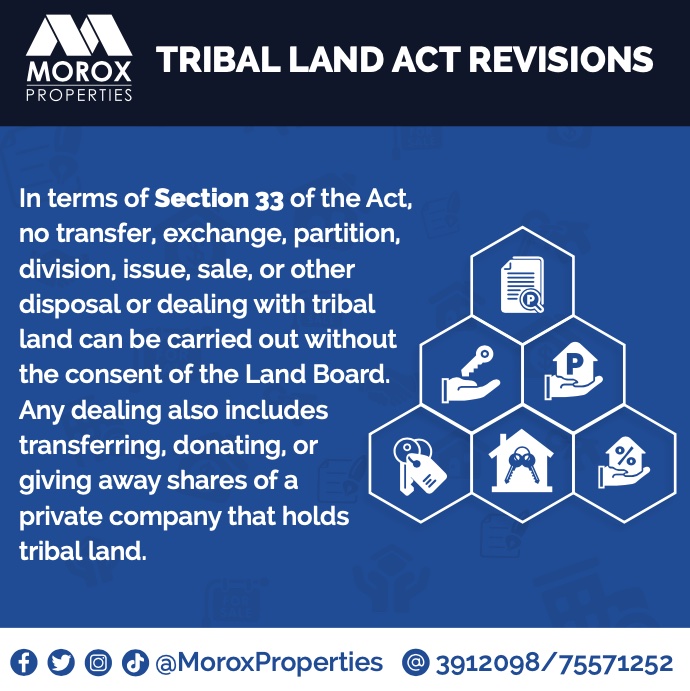 MOROX
PROPERTIES
TRIBAL LAND ACT REVISIONS
In terms of Section 33 of the Act,
no transfer, exchange, partition,
division, issue, sale, or other
disposal or dealing with tribal
land can be carried out without
the consent of the Land Board.
Any dealing also includes
transferring, donating, or
giving away shares of a
private company that holds
tribal land.
P
P
%
@MoroxProperties @ 3912098/75571252